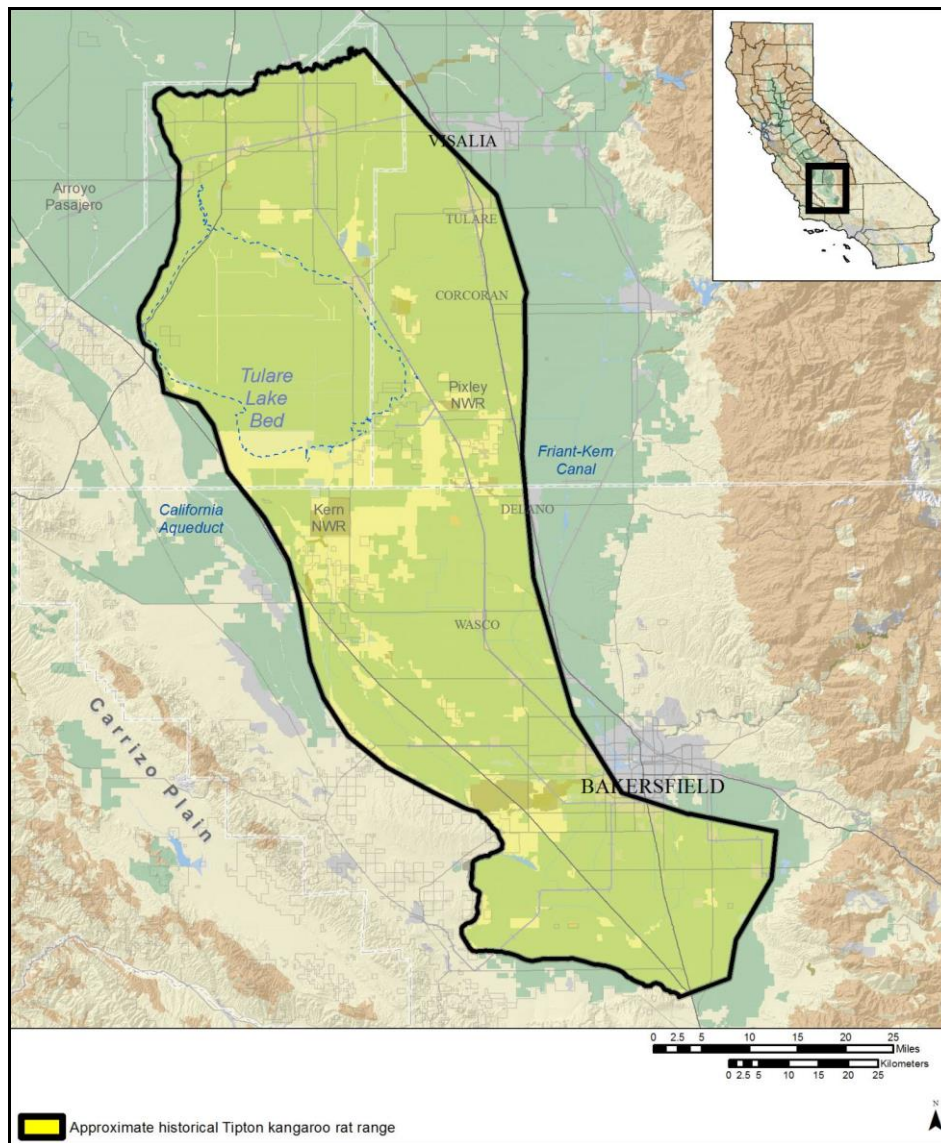 VISALIA
Arroyo
Pasajero
TULARE
CORCORAN
Tulare
Lake
Bed
Pixley
NWR
Friant-Kern
Canal
California
Aqueduct
Kern
NWR
DELANO
WASCO
Carrizo Plain
BAKERSFIELD
0 2.5 5 10 15 20 25
Miles
Kilometers
0 2.5 5 10 15 20 25
N
Approximate historical Tipton kangaroo rat range